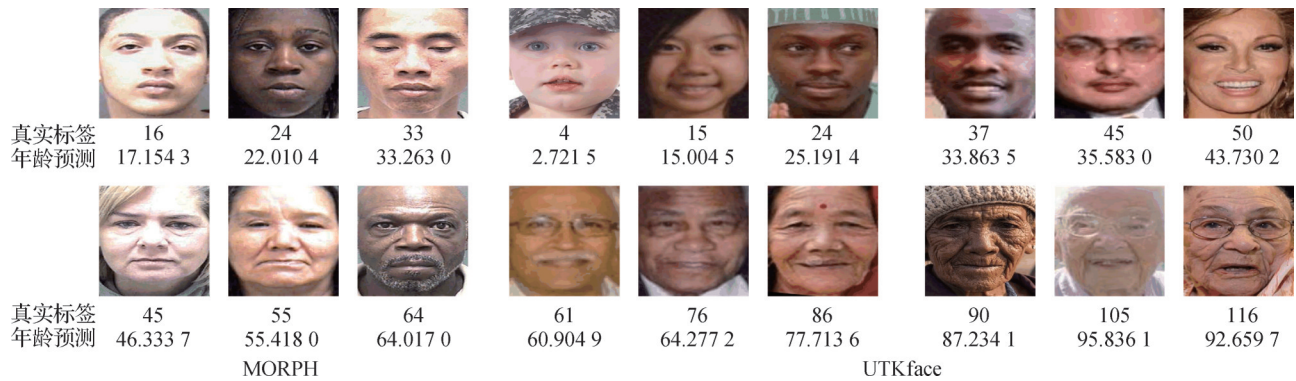 真实标签 16 24 33 4 15 24 37 45 50
年龄预测 17.154 3 22.010 4 33.263 0 2.721 5 15.004 5 25.191 4 33.863 5 35.583 0 43.730 2
真实标签 45 55 64 61 76 86 90 105 116
年龄预测 46.333 7 55.418 0 64.017 0 60.904 9 64.277 2 77.713 6 87.234 1 95.836 1 92.659 7
MORPH UTKface